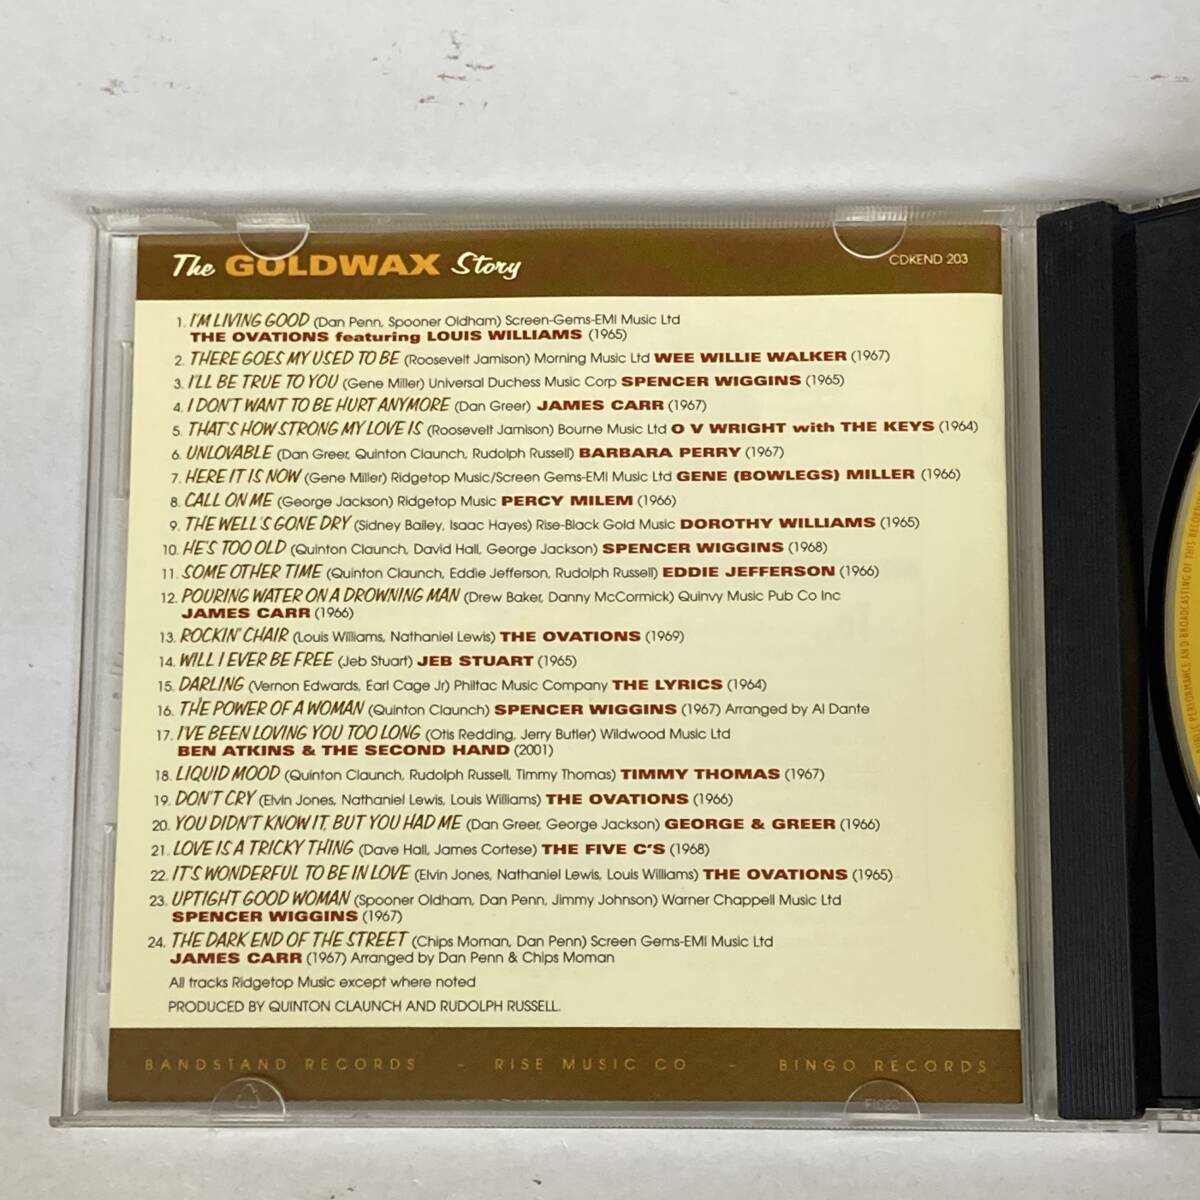 The GOLDWAX Story
CDKEND 203
1. I'M LIVING GOOD (Dan Penn, Spooner Oldham) Screen-Gems-EMI Music Ltd
THE OVATIONS featuring LOUIS WILLIAMS (1965)
2. THERE GOES MY USED TO BE (Roosevelt Jamison) Morning Music Ltd WEE WILLIE WALKER (1967)
3. I'LL BE TRUE TO YOU (Gene Miller) Universal Duchess Music Corp SPENCER WIGGINS (1965)
4. I DON'T WANT TO BE HURT ANYMORE (Dan Greer) JAMES CARR (1967)
5. THAT'S HOW STRONG MY LOVE IS (Roosevelt Jamison) Bourne Music Ltd O V WRIGHT with THE KEYS (1964)
6. UNLOVABLE (Dan Greer, Quinton Claunch, Rudolph Russell) BARBARA PERRY (1967)
7. HERE IT IS NOW (Gene Miller) Ridgetop Music/Screen Gems-EMI Music Ltd GENE (BOWLEGS) MILLER (1966)
8. CALL ON ME (George Jackson) Ridgetop Music PERCY MILEM (1966)
9. THE WELL'S GONE DRY (Sidney Bailey, Isaac Hayes) Rise-Black Gold Music DOROTHY WILLIAMS (1965)
10. HE'S TOO OLD (Quinton Claunch, David Hall, George Jackson) SPENCER WIGGINS (1968)
11. SOME OTHER TIME (Quinton Claunch, Eddie Jefferson, Rudolph Russell) EDDIE JEFFERSON (1966)
12. POURING WATER ON A DROWNING MAN (Drew Baker, Danny McCormick) Quinvy Music Pub Co Inc
JAMES CARR (1966)
13. ROCKIN' CHAIR (Louis Williams, Nathaniel Lewis) THE OVATIONS (1969)
14. WILL I EVER BE FREE (Jeb Stuart) JEB STUART (1965)
15. DARLING (Vernon Edwards, Earl Cage Jr) Philtac Music Company THE LYRICS (1964)
16. THE POWER OF A WOMAN (Quinton Claunch) SPENCER WIGGINS (1967) Arranged by Al Dante
17. I'VE BEEN LOVING YOU TOO LONG (Otis Redding, Jerry Butler) Wildwood Music Ltd
BEN ATKINS & THE SECOND HAND (2001)
18. LIQUID MOOD (Quinton Claunch, Rudolph Russell, Timmy Thomas) TIMMY THOMAS (1967)
19. DON'T CRY (Elvin Jones, Nathaniel Lewis, Louis Williams) THE OVATIONS (1966)
20. YOU DIDN'T KNOW IT, BUT YOU HAD ME (Dan Greer, George Jackson) GEORGE & GREER (1966)
21. LOVE IS A TRICKY THING (Dave Hall, James Cortese) THE FIVE C'S (1968)
22. IT'S WONDERFUL TO BE IN LOVE (Elvin Jones, Nathaniel Lewis, Louis Williams) THE OVATIONS (1965)
23. UPTIGHT GOOD WOMAN (Spooner Oldham, Dan Penn, Jimmy Johnson) Warner Chappell Music Ltd
SPENCER WIGGINS (1967)
24. THE DARK END OF THE STREET (Chips Moman, Dan Penn) Screen Gems-EMI Music Ltd
JAMES CARR (1967) Arranged by Dan Penn & Chips Moman
All tracks Ridgetop Music except where noted
PRODUCED BY QUINTON CLAUNCH AND RUDOLPH RUSSELL.
BANDSTAND RECORDS - RISE MUSIC CO - BINGO RECORDS
PERFORMANCE AND BROADCASTING OF THIS